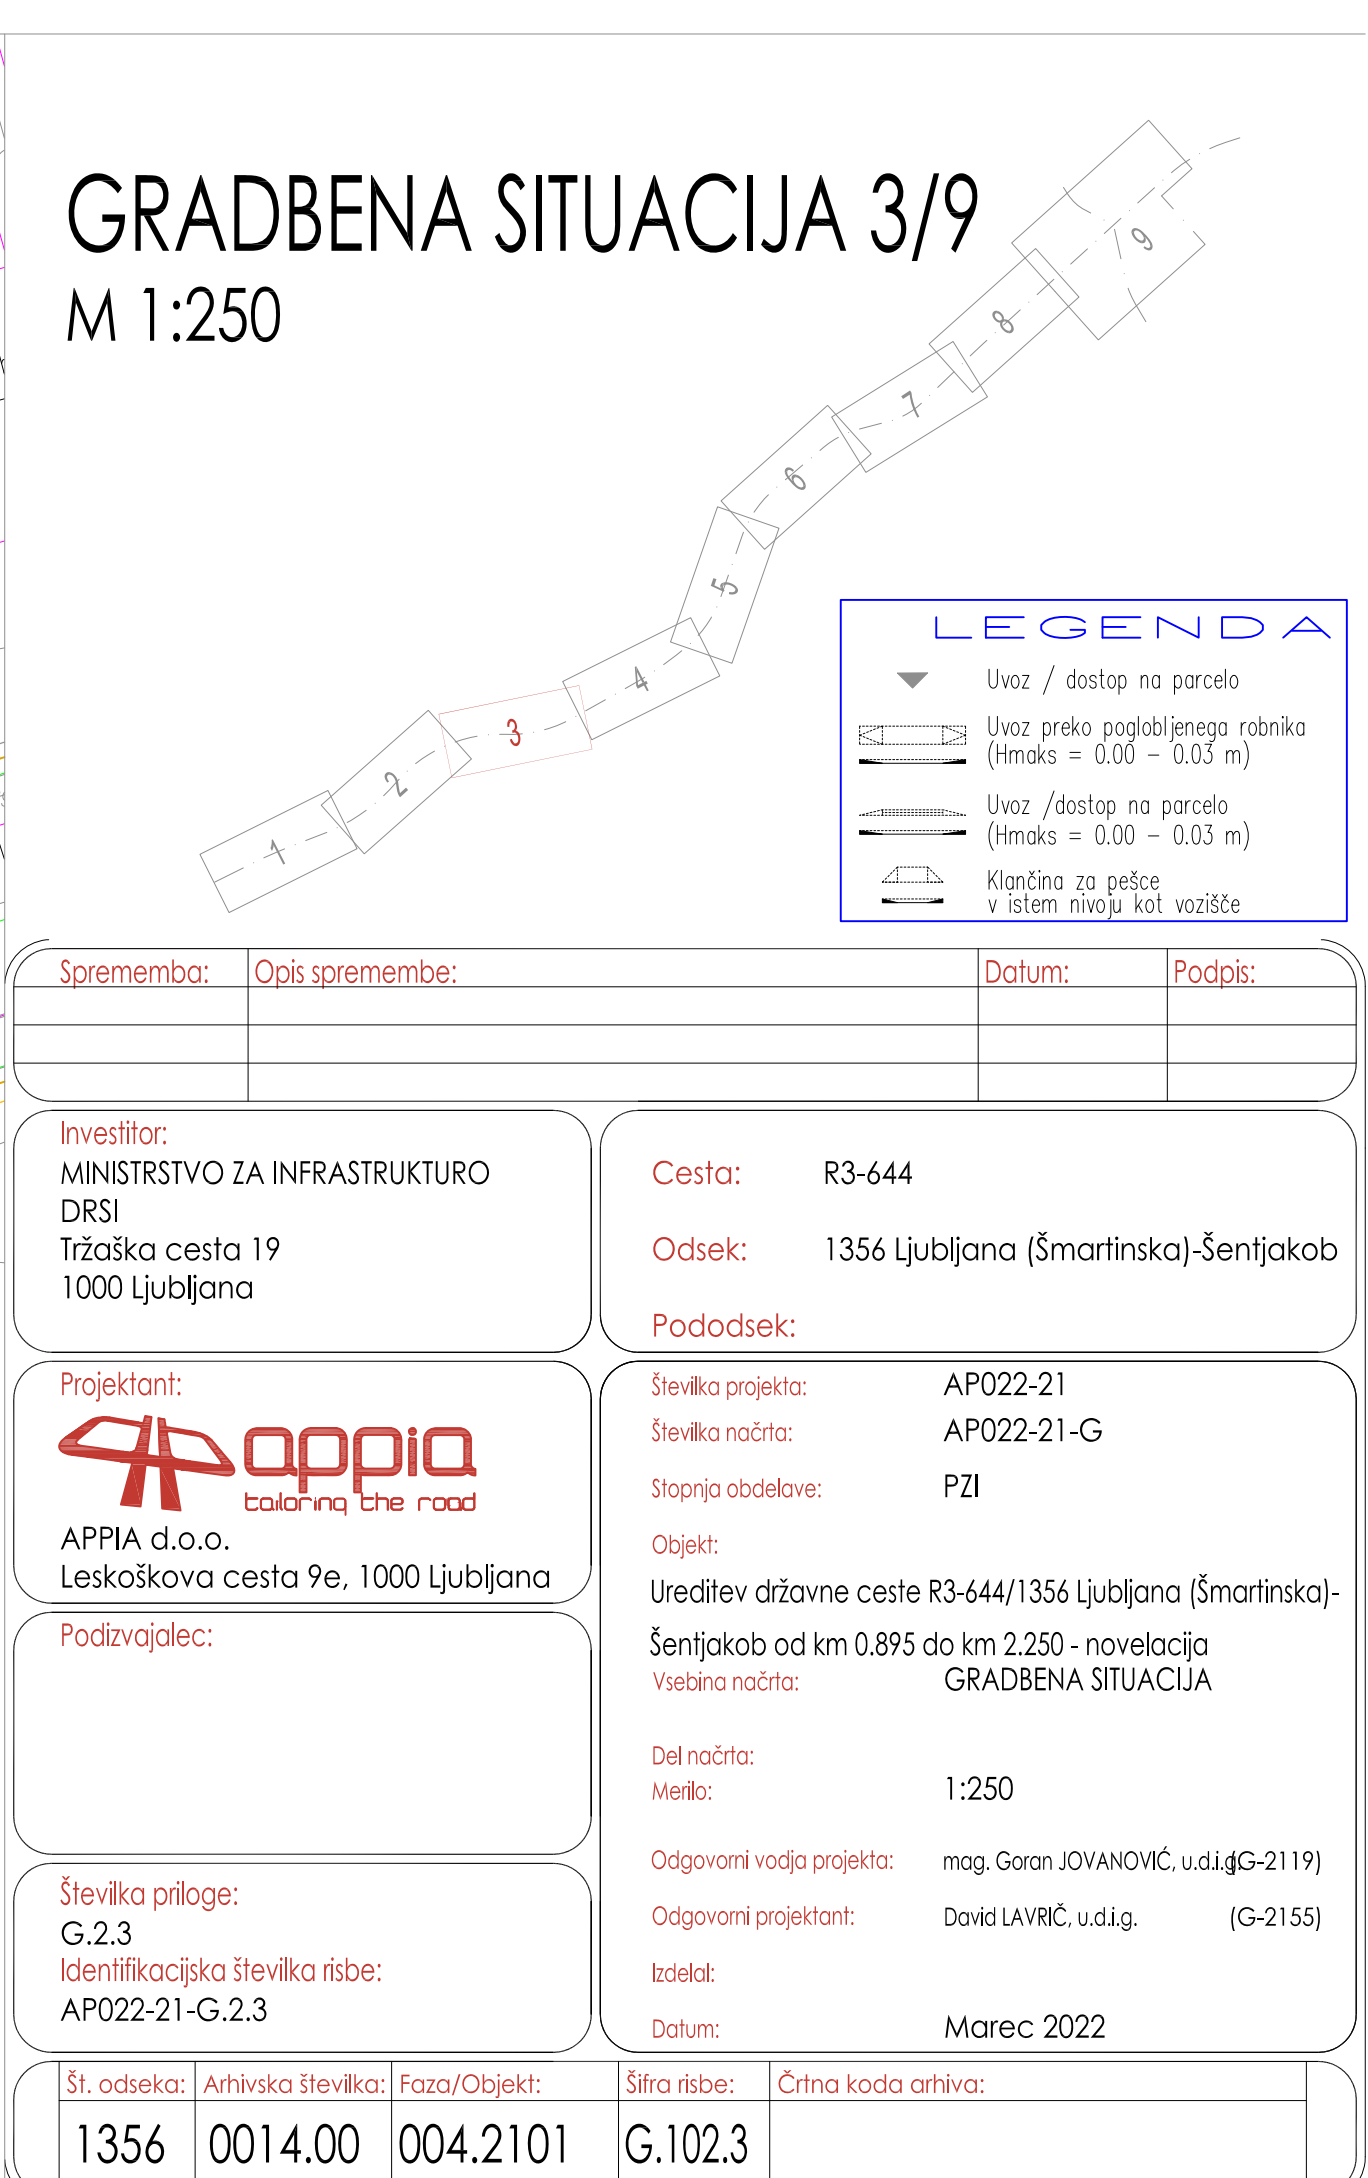 GRADBENA SITUACIJA 3/9
M 1:250
9
8
7
6
5
4
3
2
1
LEGENDA
Uvoz / dostop na parcelo
Uvoz preko poglobljenega robnika
(Hmaks = 0.00 – 0.03 m)
Uvoz /dostop na parcelo
(Hmaks = 0.00 – 0.03 m)
Klančina za pešce
v istem nivoju kot vozišče
Sprememba: Opis spremembe: Datum: Podpis:
Investitor:
MINISTRSTVO ZA INFRASTRUKTURO
DRSI
Tržaška cesta 19
1000 Ljubljana
Cesta: R3-644
Odsek: 1356 Ljubljana (Šmartinska)-Šentjakob
Pododsek:
Projektant:
appia
tailoring the road
APPIA d.o.o.
Leskoškova cesta 9e, 1000 Ljubljana
Podizvajalec:
Številka priloge:
G.2.3
Identifikacijska številka risbe:
AP022-21-G.2.3
Številka projekta: AP022-21
Številka načrta: AP022-21-G
Stopnja obdelave: PZI
Objekt:
Ureditev državne ceste R3-644/1356 Ljubljana (Šmartinska)-
Šentjakob od km 0.895 do km 2.250 - novelacija
Vsebina načrta: GRADBENA SITUACIJA
Del načrta:
Merilo: 1:250
Odgovorni vodja projekta: mag. Goran JOVANOVIĆ, u.d.i.g. (G-2119)
Odgovorni projektant: David LAVRIČ, u.d.i.g. (G-2155)
Izdelal:
Datum: Marec 2022
Št. odseka: Arhivska številka: Faza/Objekt: Šifra risbe: Črtna koda arhiva:
1356 0014.00 004.2101 G.102.3